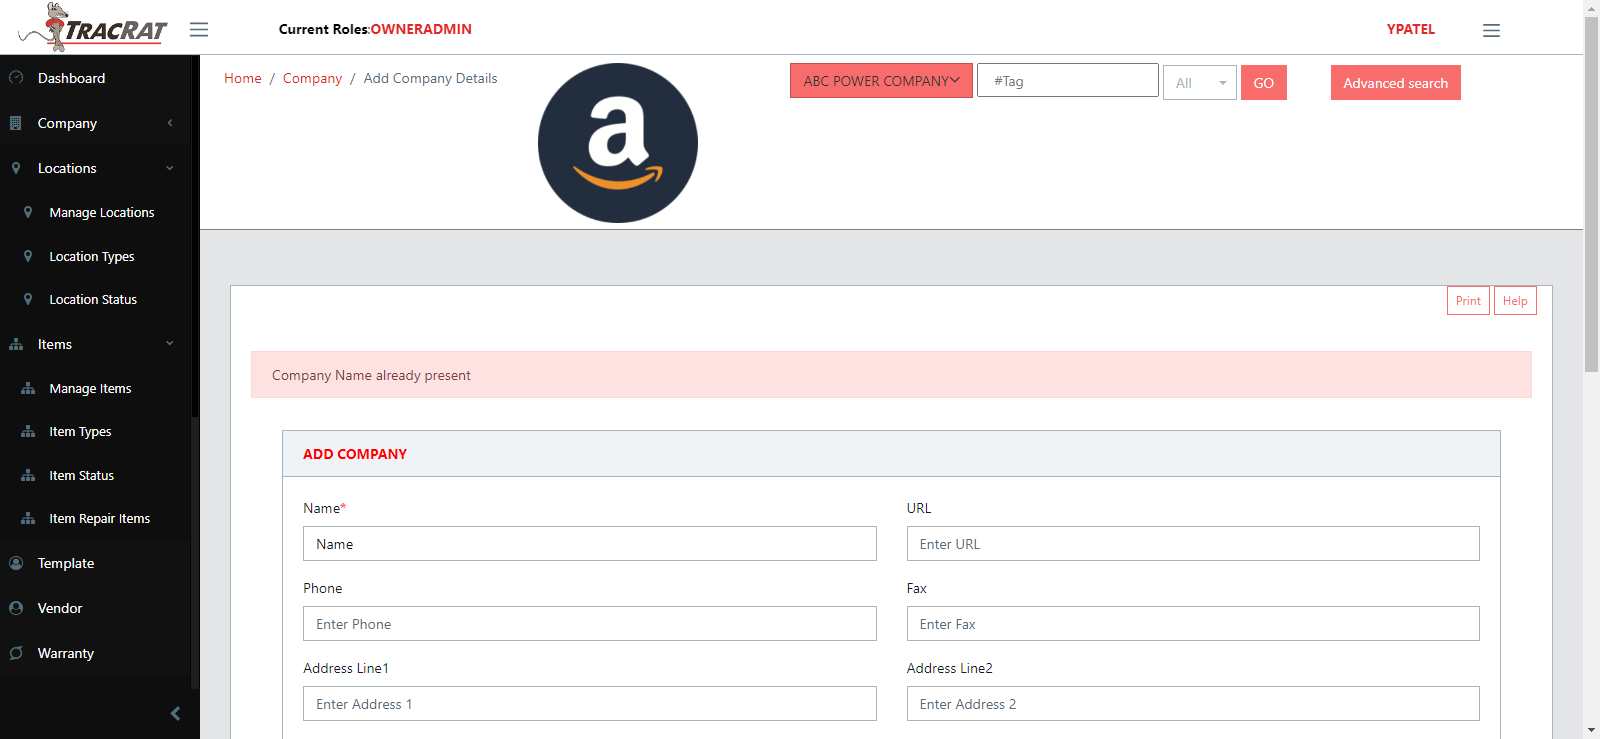 TRACRAT
Current Roles:OWNERADMIN
YPATEL
Dashboard
Company
Locations
Manage Locations
Location Types
Location Status
Items
Manage Items
Item Types
Item Status
Item Repair Items
Template
Vendor
Warranty
Home / Company / Add Company Details
a
ABC POWER COMPANY
#Tag
All
GO
Advanced search
Print
Help
Company Name already present
ADD COMPANY
Name*
URL
Name
Enter URL
Phone
Fax
Enter Phone
Enter Fax
Address Line1
Address Line2
Enter Address 1
Enter Address 2